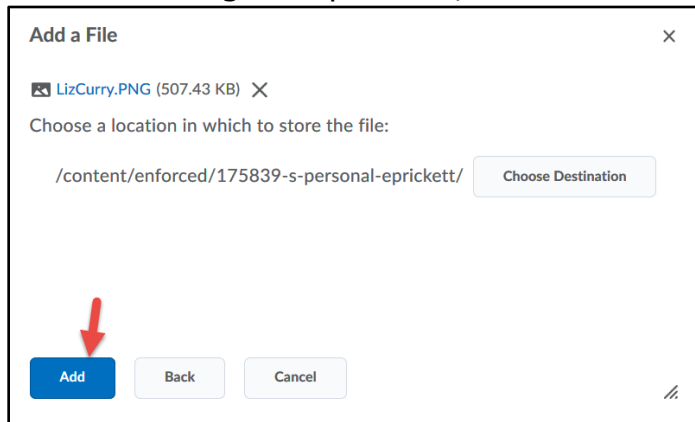 Add a File
LizCurry.PNG (507.43 KB)
Choose a location in which to store the file:
/content/enforced/175839-s-personal-eprickett/ Choose Destination
Add Back Cancel